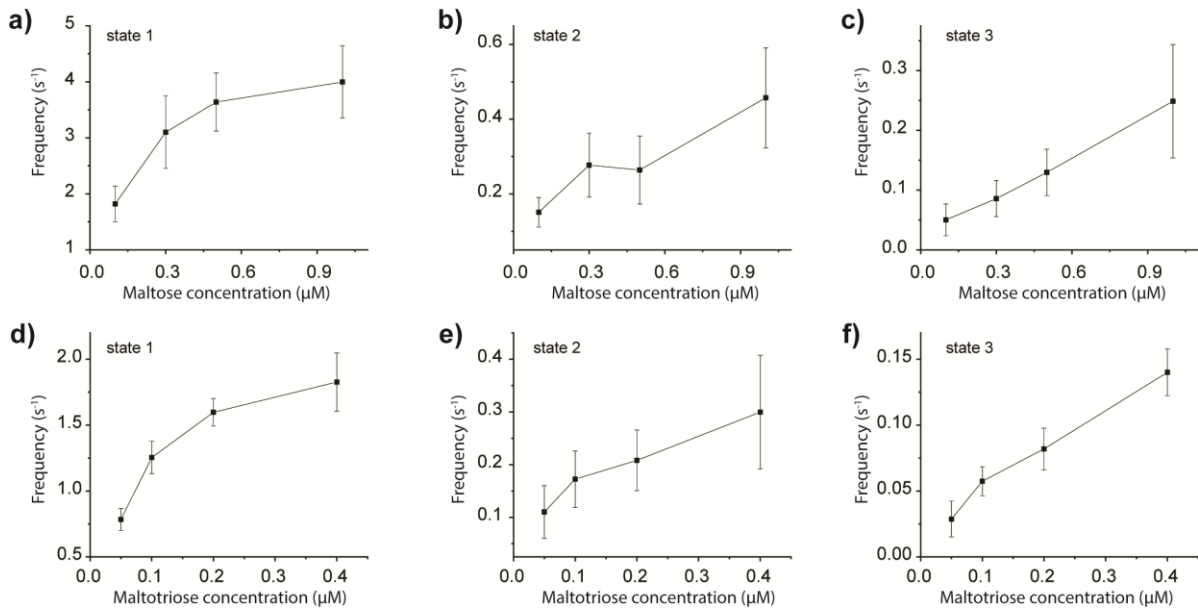 a)
state 1
Frequency (s⁻¹)
5
4
3
2
1
0.0 0.3 0.6 0.9
Maltose concentration (µM)
b)
state 2
Frequency (s⁻¹)
0.6
0.4
0.2
0.0 0.3 0.6 0.9
Maltose concentration (µM)
c)
state 3
Frequency (s⁻¹)
0.3
0.2
0.1
0.0
0.0 0.3 0.6 0.9
Maltose concentration (µM)
d)
state 1
Frequency (s⁻¹)
2.0
1.5
1.0
0.5
0.0 0.1 0.2 0.3 0.4
Maltotriose concentration (µM)
e)
state 2
Frequency (s⁻¹)
0.4
0.3
0.2
0.1
0.0 0.1 0.2 0.3 0.4
Maltotriose concentration (µM)
f)
state 3
Frequency (s⁻¹)
0.15
0.10
0.05
0.00
0.0 0.1 0.2 0.3 0.4
Maltotriose concentration (µM)